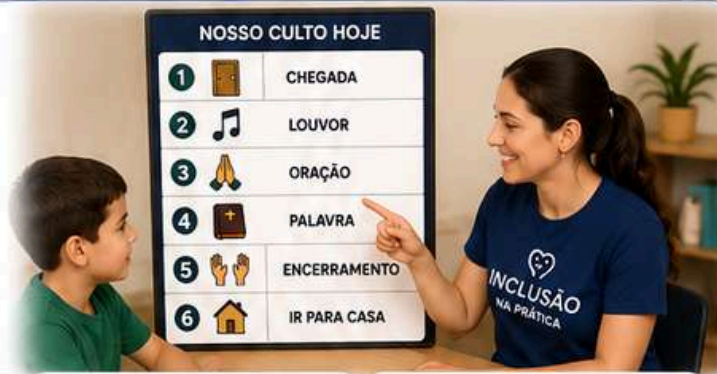 NOSSO CULTO HOJE
1 CHEGADA
2 LOUVOR
3 ORAÇÃO
4 PALAVRA
5 ENCERRAMENTO
6 IR PARA CASA
INCLUSÃO
NA PRÁTICA